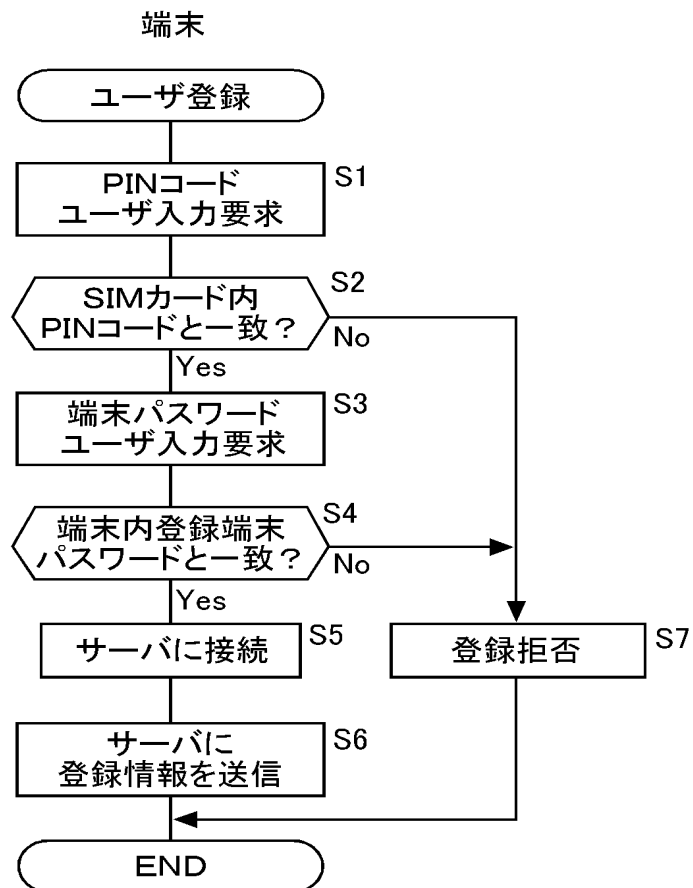 端末
ユーザ登録
PINコード
ユーザ入力要求
S1
SIMカード内
PINコードと一致？
S2
No
Yes
端末パスワード
ユーザ入力要求
S3
端末内登録端末
パスワードと一致？
S4
No
Yes
サーバに接続
S5
登録拒否
S7
サーバに
登録情報を送信
S6
END